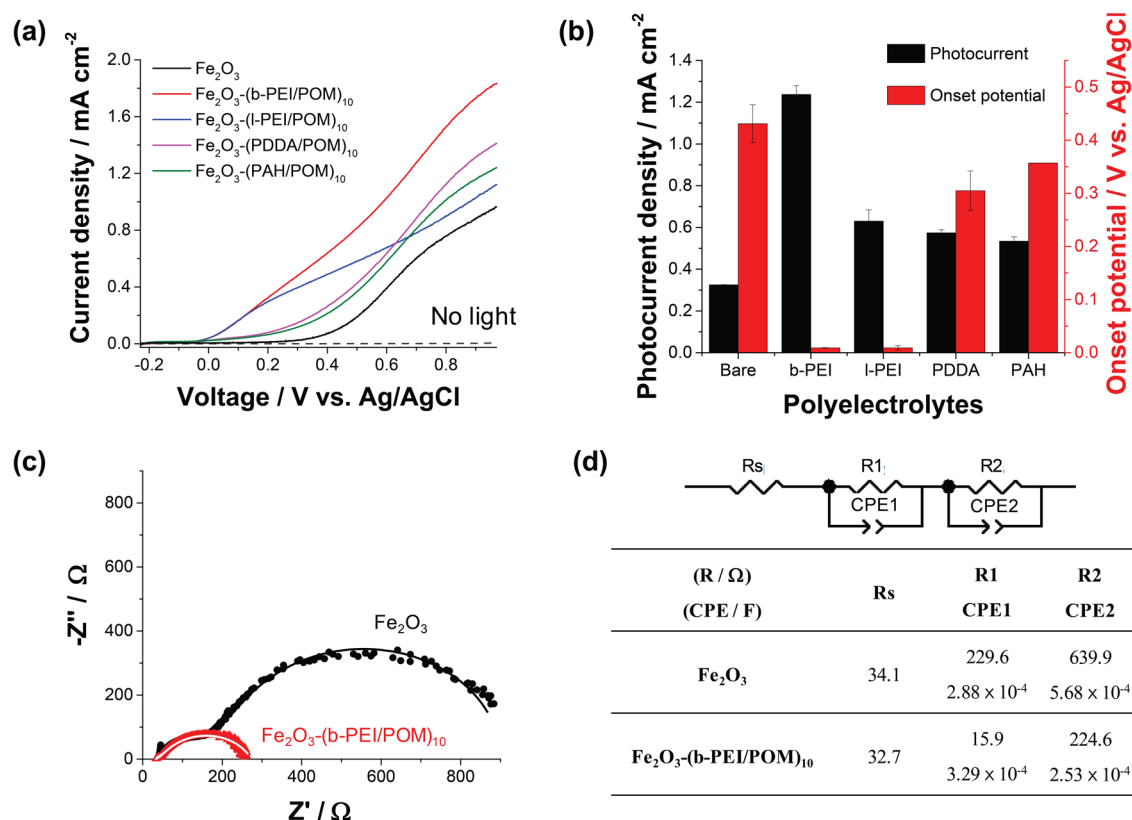 (a)
Current density / mA cm⁻²
2.0
1.6
1.2
0.8
0.4
0.0
-0.2 0.0 0.2 0.4 0.6 0.8
Voltage / V vs. Ag/AgCl
Fe₂O₃
Fe₂O₃-(b-PEI/POM)₁₀
Fe₂O₃-(l-PEI/POM)₁₀
Fe₂O₃-(PDDA/POM)₁₀
Fe₂O₃-(PAH/POM)₁₀
No light
(b)
Photocurrent density / mA cm⁻²
1.4
1.2
1.0
0.8
0.6
0.4
0.2
0.0
Photocurrent
Onset potential
Bare b-PEI l-PEI PDDA PAH
Polyelectrolytes
0.5
0.4
0.3
0.2
0.1
0.0
Onset potential / V vs. Ag/AgCl
(c)
-Z" / Ω
800
600
400
200
0
0 200 400 600 800
Z' / Ω
Fe₂O₃
Fe₂O₃-(b-PEI/POM)₁₀
(d)
Rs R1 R2
CPE1 CPE2
(R / Ω) Rs R1 R2
(CPE / F) CPE1 CPE2
Fe₂O₃ 34.1 229.6 639.9
2.88 x 10⁻⁴ 5.68 x 10⁻⁴
Fe₂O₃-(b-PEI/POM)₁₀ 32.7 15.9 224.6
3.29 x 10⁻⁴ 2.53 x 10⁻⁴